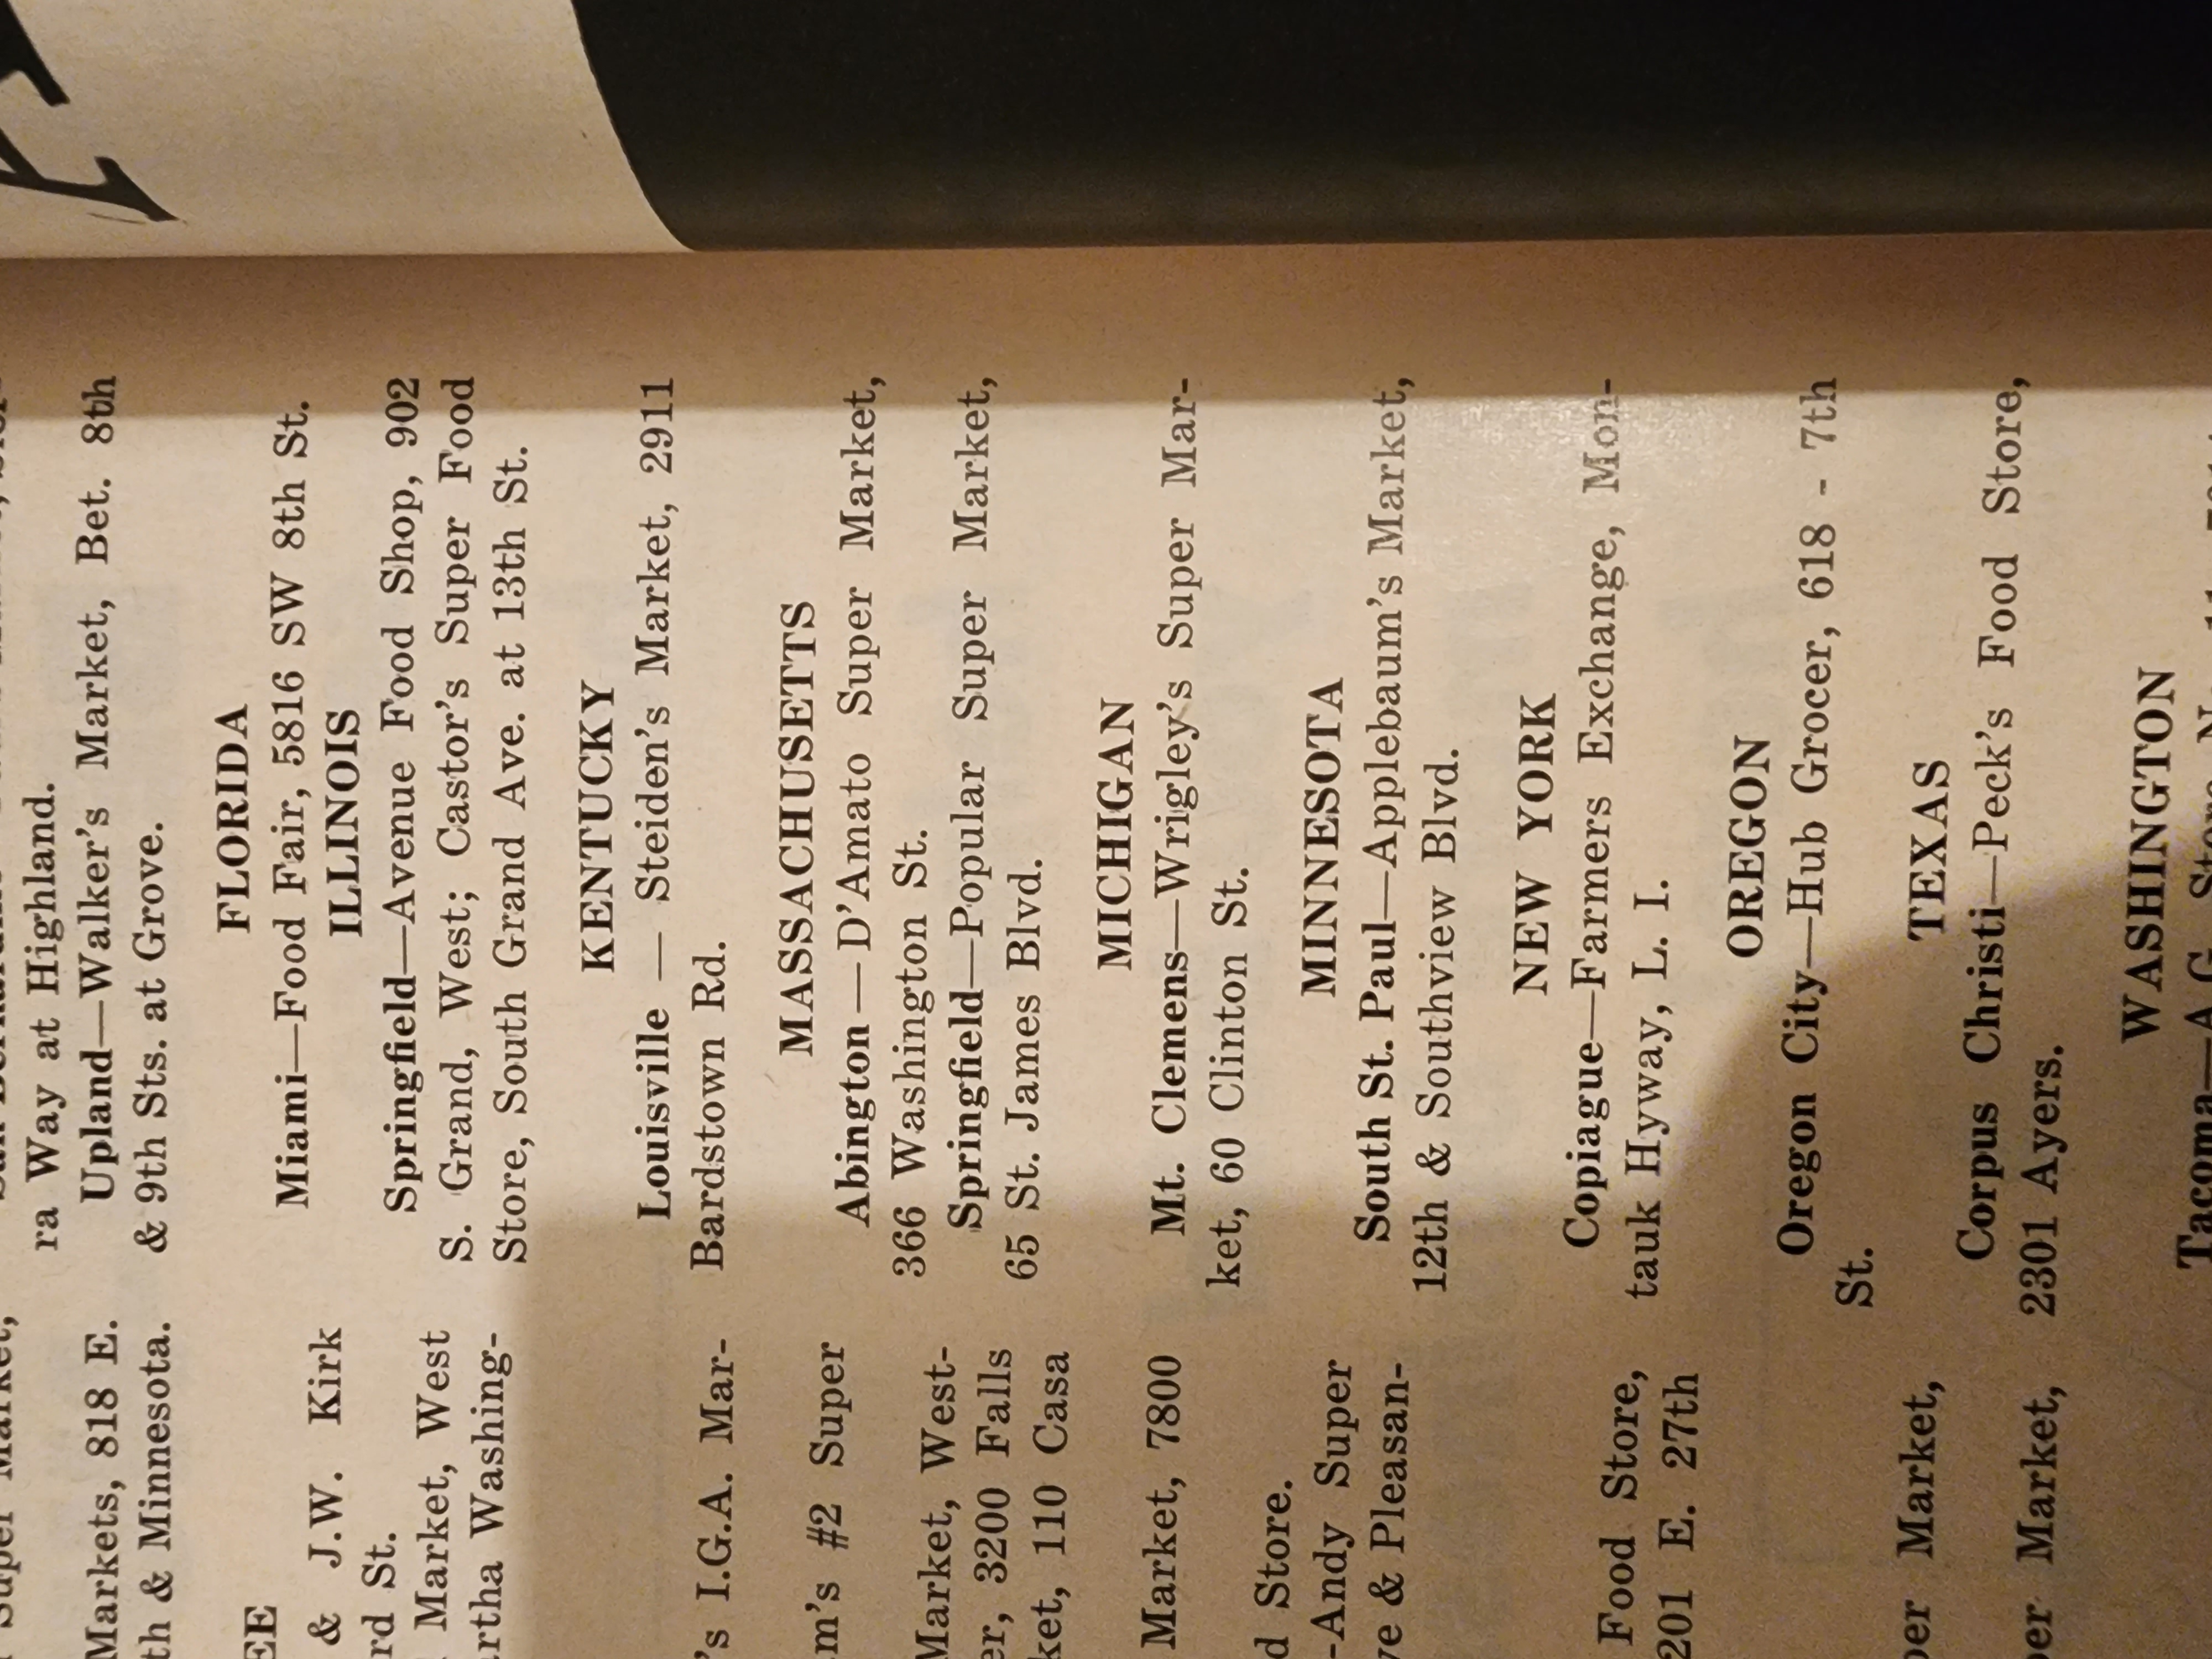 ra Way at Highland.
Upland—Walker's Market, Bet. 8th
& 9th Sts. at Grove.
FLORIDA
Miami—Food Fair, 5816 SW 8th St.
ILLINOIS
Springfield—Avenue Food Shop, 902
S. Grand, West; Castor's Super Food
Store, South Grand Ave. at 13th St.
KENTUCKY
Louisville — Steiden's Market, 2911
Bardstown Rd.
MASSACHUSETTS
Abington—D'Amato Super Market,
366 Washington St.
Springfield—Popular Super Market,
65 St. James Blvd.
MICHIGAN
Mt. Clemens—Wrigley's Super Mar-
ket, 60 Clinton St.
MINNESOTA
South St. Paul—Applebaum's Market,
12th & Southview Blvd.
NEW YORK
Copiague—Farmers Exchange, Mon-
tauk Hyway, L. I.
OREGON
Oregon City—Hub Grocer, 618 - 7th
St.
TEXAS
Corpus Christi—Peck's Food Store,
2301 Ayers.
WASHINGTON
Tacoma—A.G. Store, N.
Super Market,
Markets, 818 E.
th & Minnesota.
EE
& J.W. Kirk
rd St.
Market, West
artha Washing-
's I.G.A. Mar-
m's #2 Super
Market, West-
er, 3200 Falls
ket, 110 Casa
Market, 7800
d Store.
-Andy Super
ve & Pleasan-
Food Store,
201 E. 27th
per Market,
per Market,